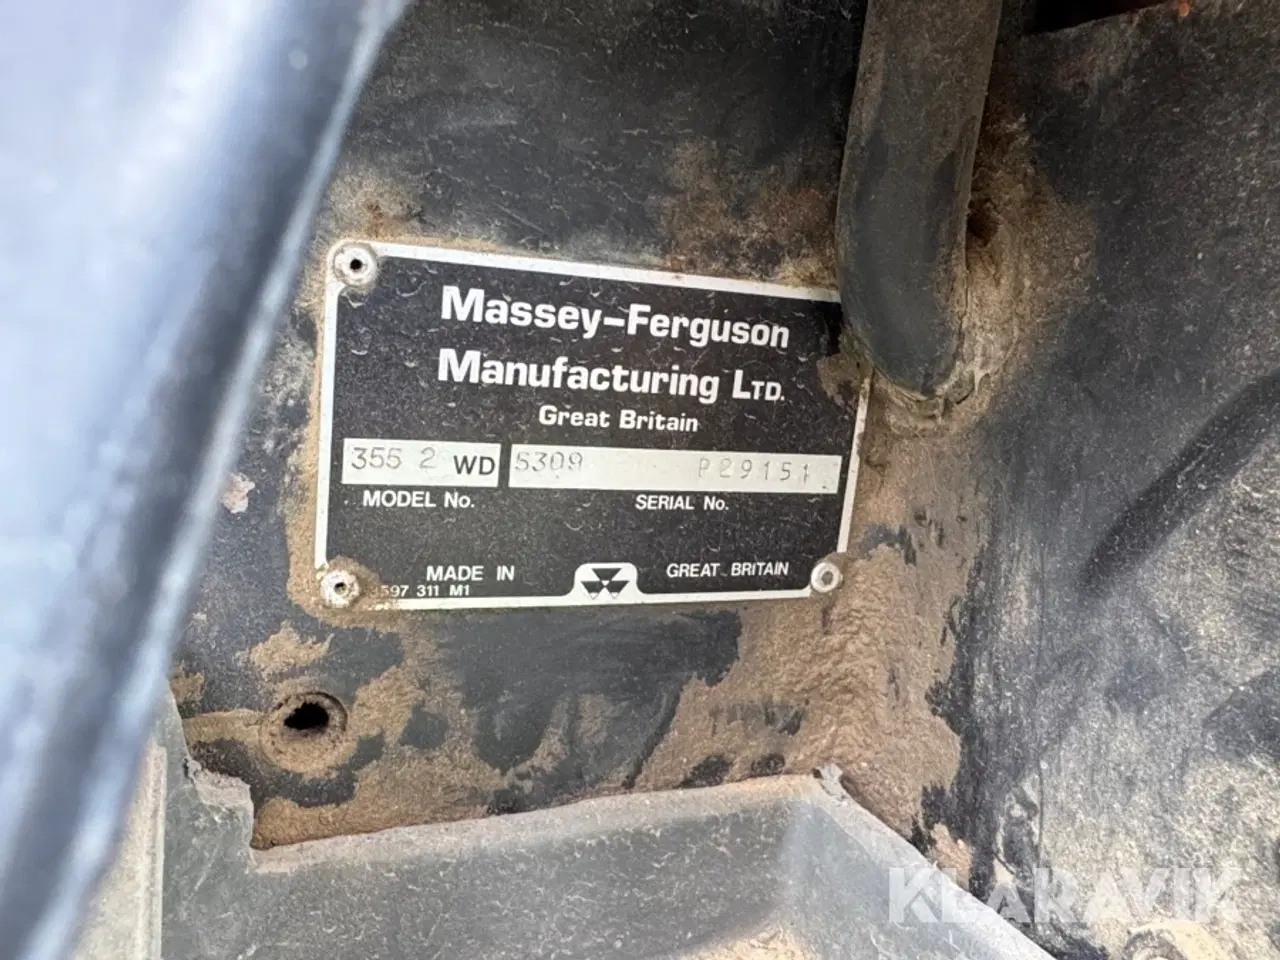 Massey-Ferguson
Manufacturing LTD.
Great Britain
355 2 WD 5309 P29151
MODEL No. SERIAL No.
MADE IN GREAT BRITAIN
597 311 M1
KLARAVIK